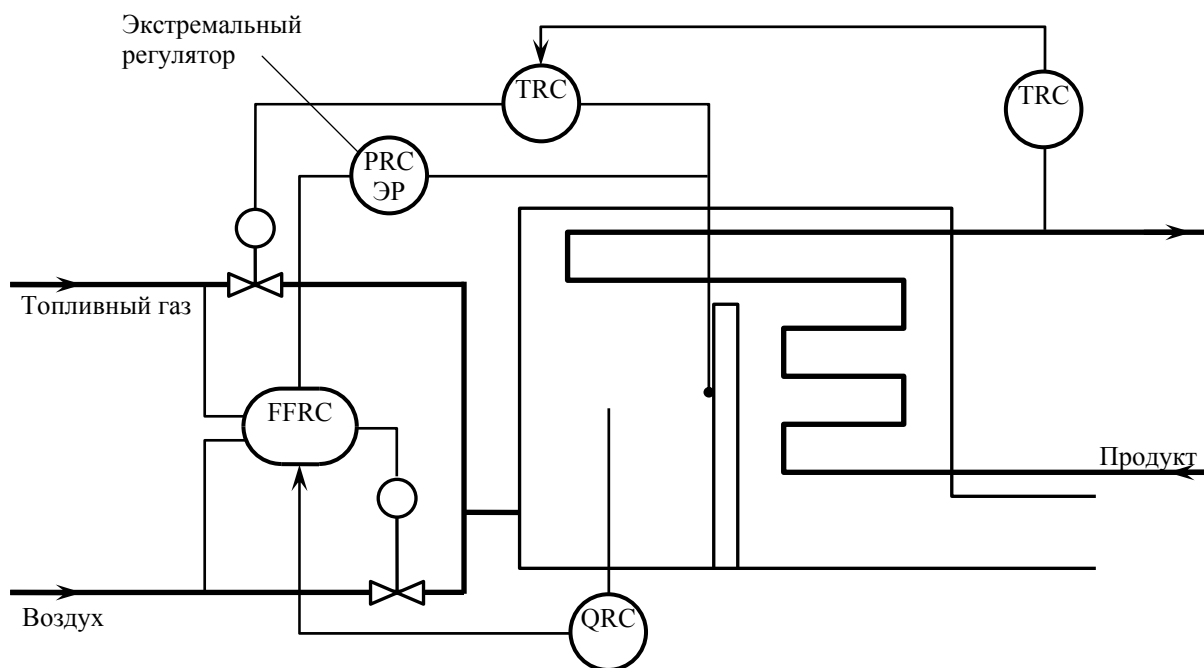 Экстремальный
регулятор
TRC
TRC
PRC
ЭР
Топливный газ
FFRC
Продукт
Воздух
QRC